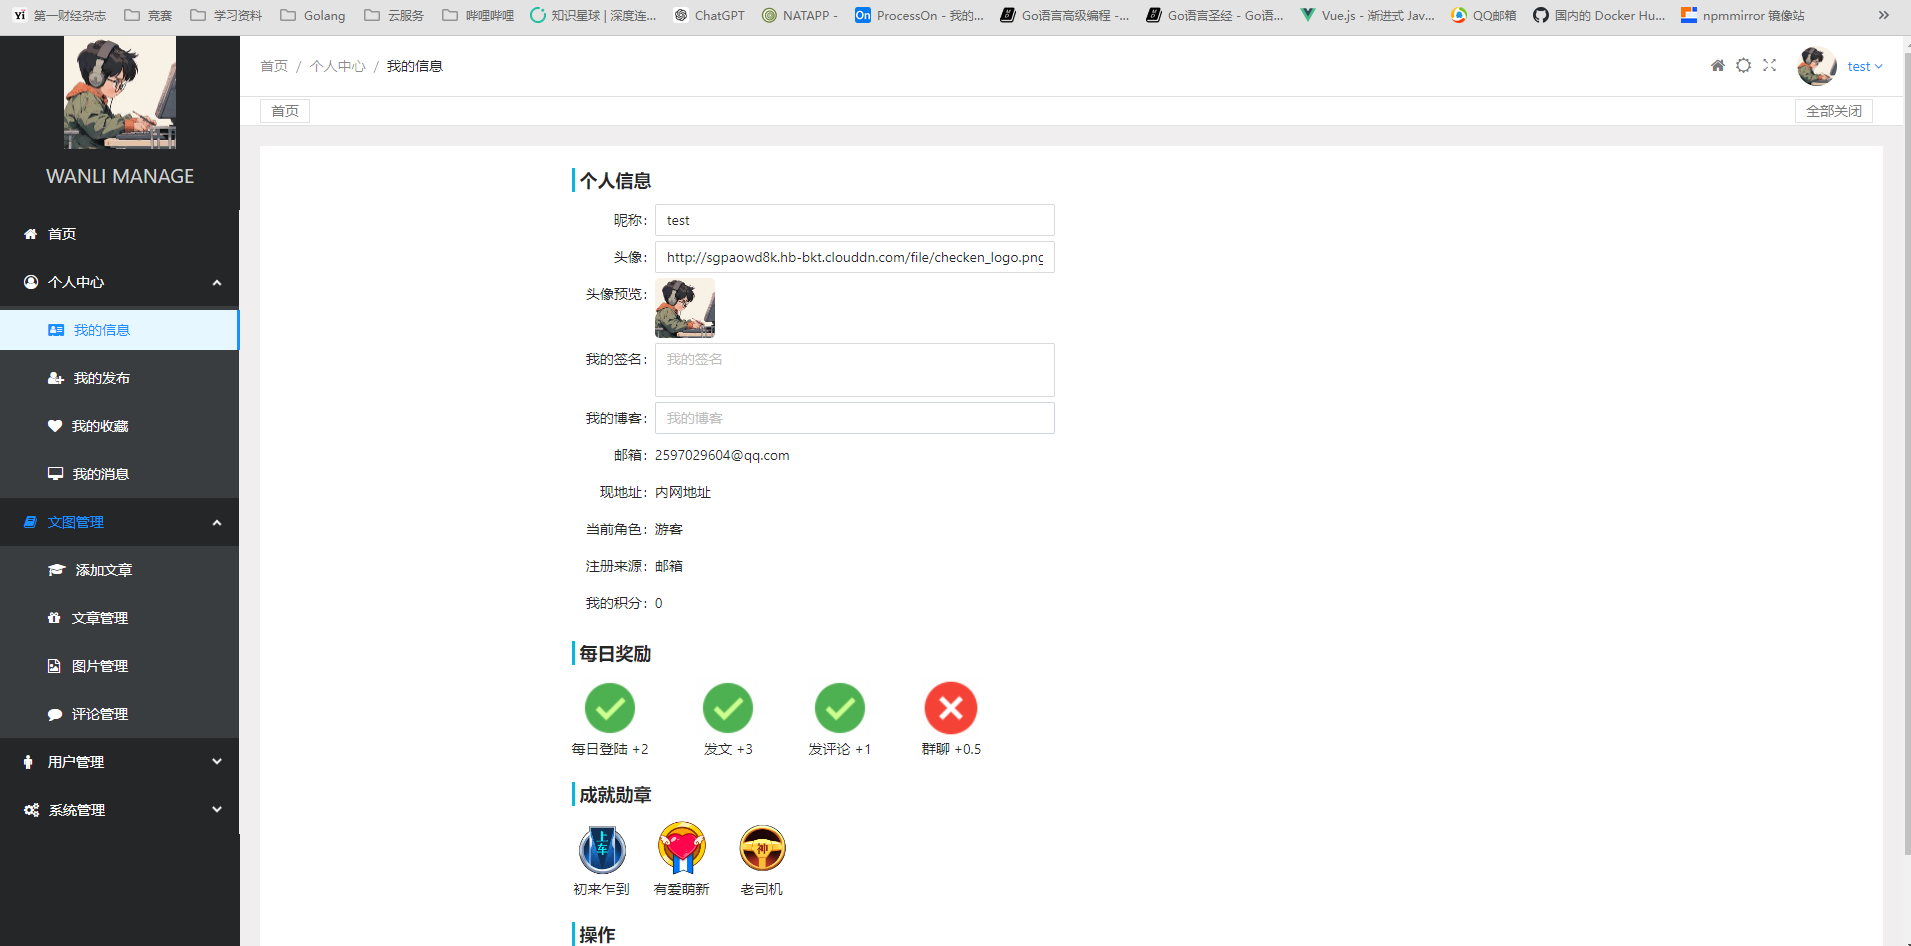 Yi 第一财经杂志 竞赛 学习资料 Golang 云服务 哔哩哔哩 知识星球 | 深度连... ChatGPT NATAPP - On ProcessOn - 我的... Go语言高级编程 -... Go语言圣经 - Go语... Vue.js - 渐进式 Jav... QQ邮箱 国内的 Docker Hu... npmmirror 镜像站
WANLI MANAGE
首页
个人中心
我的信息
我的发布
我的收藏
我的消息
文图管理
添加文章
文章管理
图片管理
评论管理
用户管理
系统管理
首页 / 个人中心 / 我的信息
test
首页
全部关闭
个人信息
昵称: test
头像: http://sgpaowd8k.hb-bkt.clouddn.com/file/checken_logo.png
头像预览:
我的签名: 我的签名
我的博客: 我的博客
邮箱: 2597029604@qq.com
现地址: 内网地址
当前角色: 游客
注册来源: 邮箱
我的积分: 0
每日奖励
每日登陆 +2 发文 +3 发评论 +1 群聊 +0.5
成就勋章
上车
神
初来乍到 有爱萌新 老司机
操作